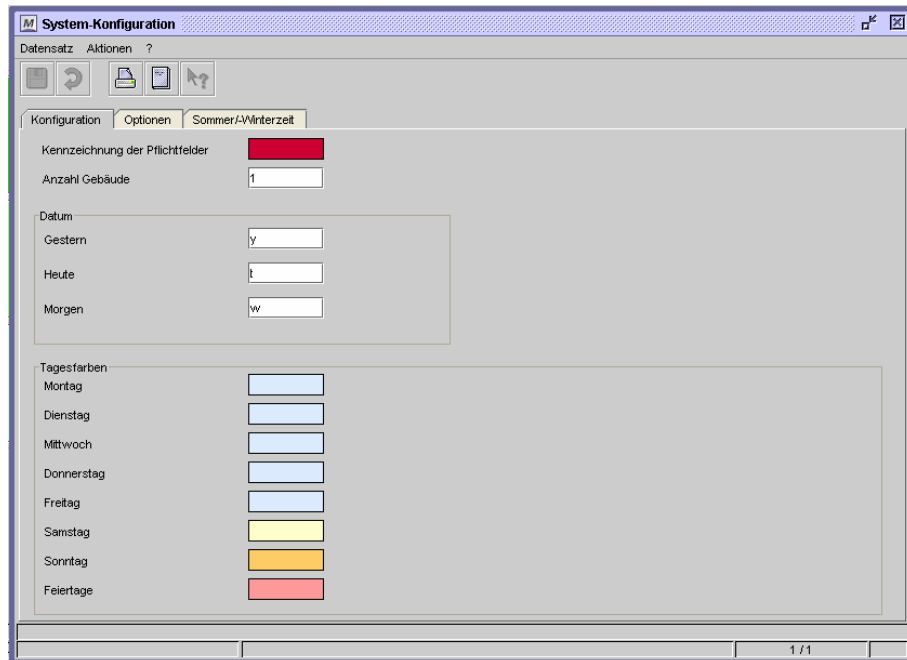 M System-Konfiguration
Datensatz Aktionen ?
Konfiguration Optionen Sommer/-Winterzeit
Kennzeichnung der Pflichtfelder
Anzahl Gebäude 1
Datum
Gestern y
Heute t
Morgen w
Tagesfarben
Montag
Dienstag
Mittwoch
Donnerstag
Freitag
Samstag
Sonntag
Feiertage
1 / 1